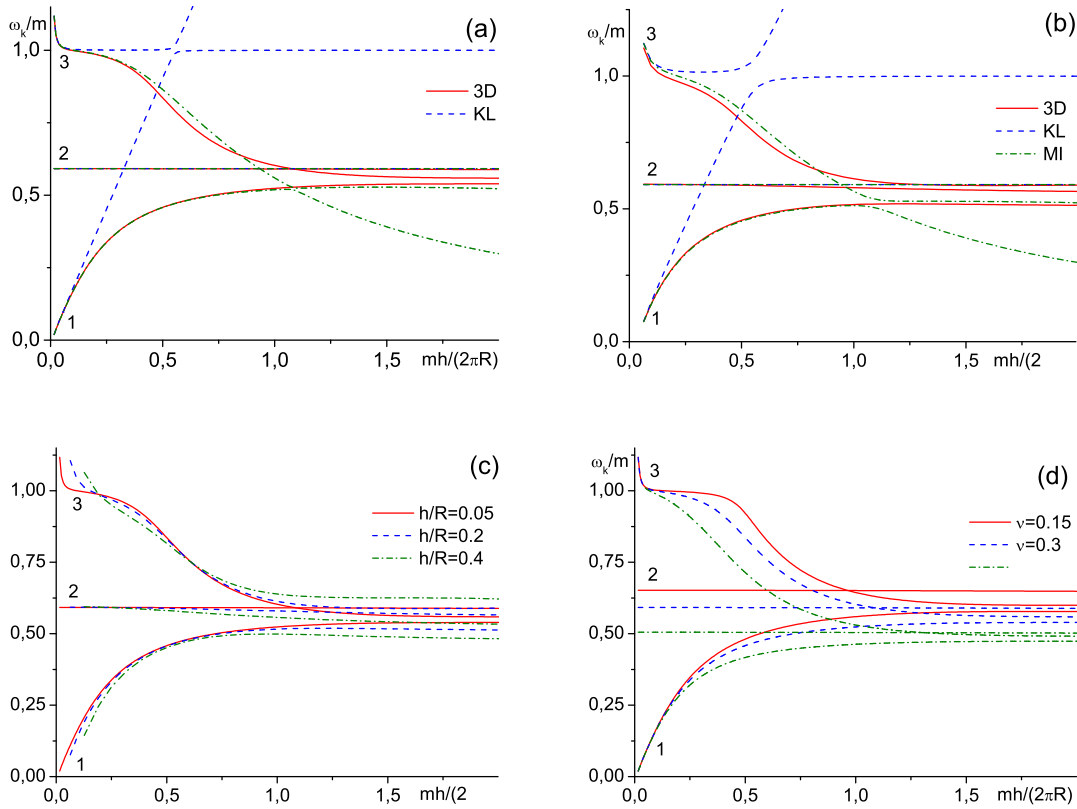 ω_k/m
(a)
1,0
0,5
0,0
3
2
1
3D
KL
0,0 0,5 1,0 1,5 mh/(2πR)
ω_k/m
(b)
1,0
0,5
0,0
3
2
1
3D
KL
MI
0,0 0,5 1,0 1,5 mh/(2
ω_k/m
(c)
1,00
0,75
0,50
0,25
0,00
3
2
1
h/R=0.05
h/R=0.2
h/R=0.4
0,0 0,5 1,0 1,5 mh/(2
ω_k/m
(d)
1,00
0,75
0,50
0,25
0,00
3
2
1
ν=0.15
ν=0.3
0,0 0,5 1,0 1,5 mh/(2πR)